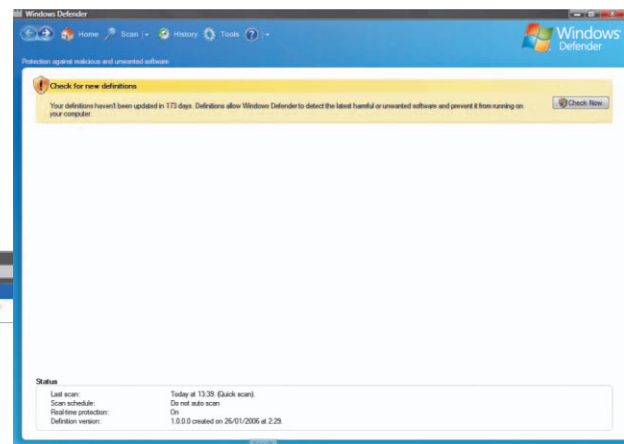 Windows Defender
Home Scan History Tools
Windows
Defender
Protection against malicious and unwanted software
Check for new definitions
Your definitions haven't been updated in 173 days. Definitions allow Windows Defender to detect the latest harmful or unwanted software and prevent it from running on
your computer.
Check Now
Status
Last scan: Today at 13:39. (Quick scan).
Scan schedule: Do not auto scan
Real-time protection: On
Definition version: 1.0.0.0 created on 26/01/2006 at 2:29.